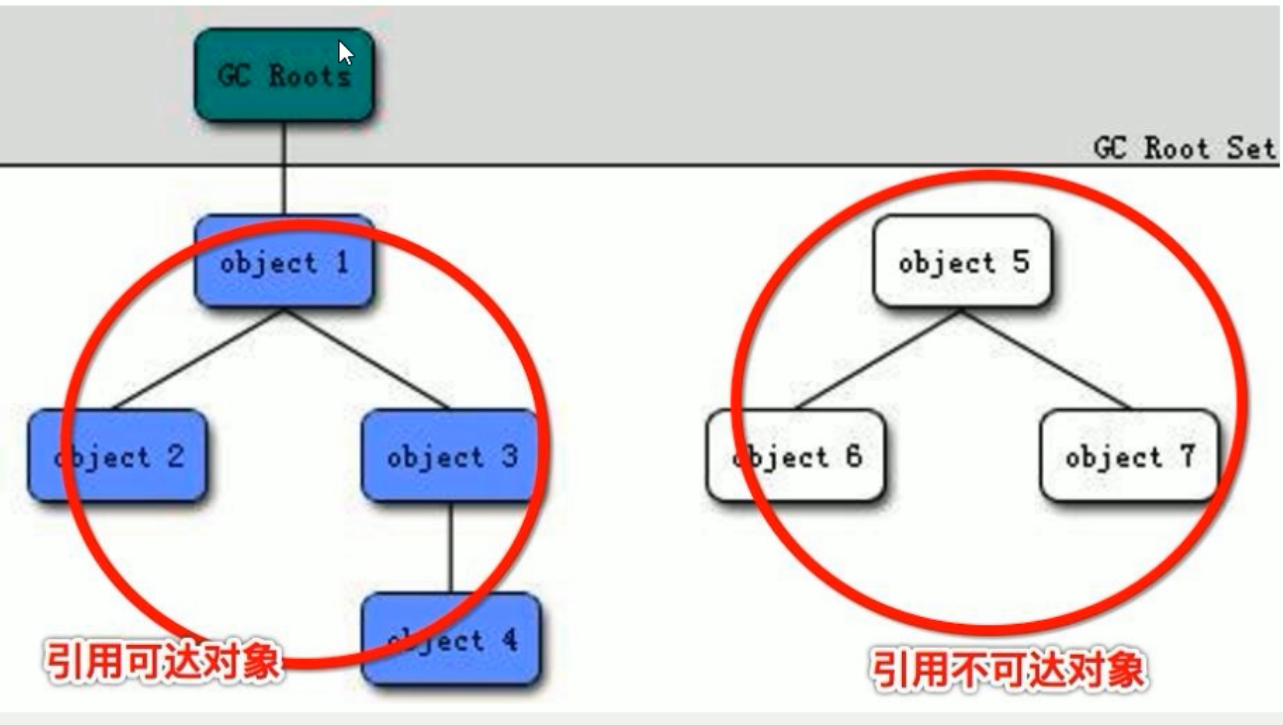 GC Roots
GC Root Set
object 1
object 5
object 2
object 3
object 6
object 7
object 4
引用可达对象
引用不可达对象